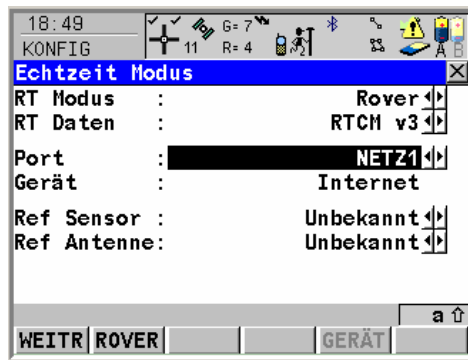 18:49
KONFIG
11
G= 7
R= 4
A B
Echtzeit Modus
RT Modus : Rover
RT Daten : RTCM v3
Port : NETZ1
Gerät : Internet
Ref Sensor : Unbekannt
Ref Antenne: Unbekannt
a
WEITR ROVER GERÄT